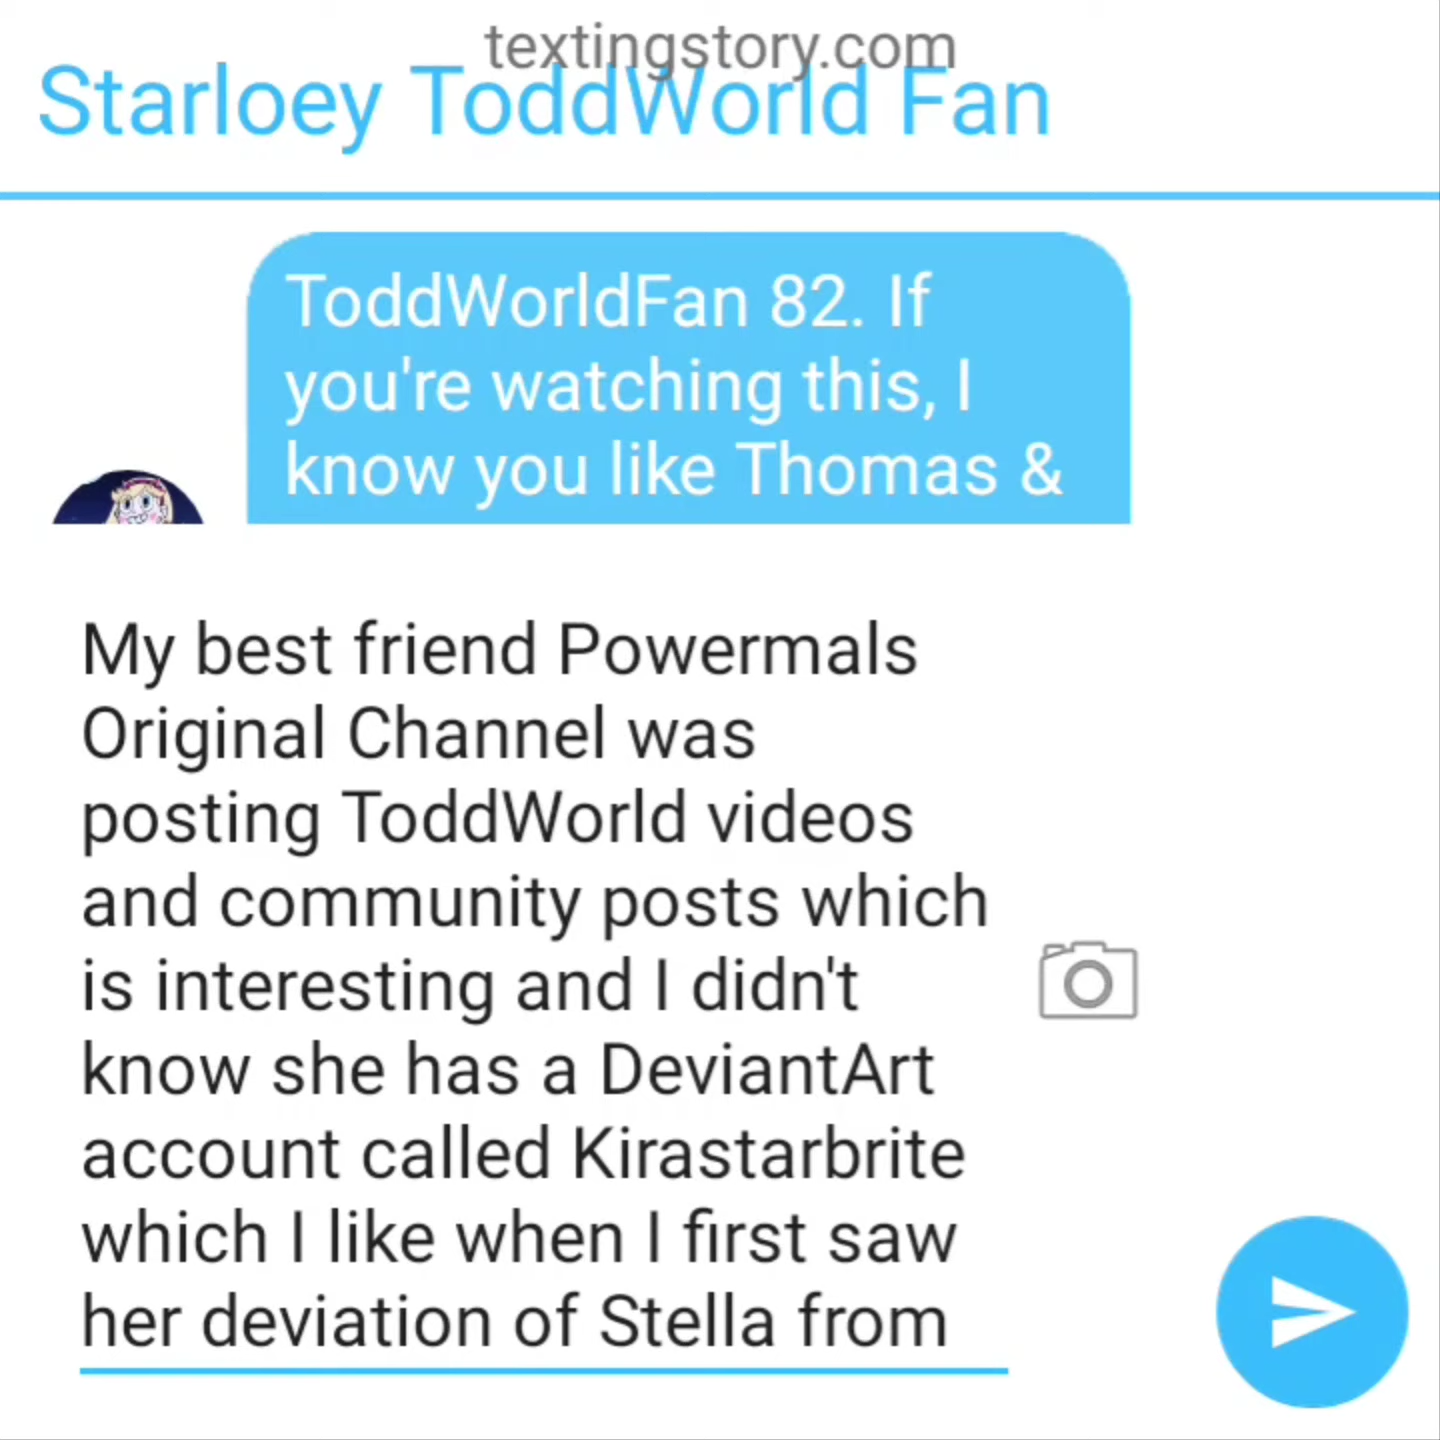 textingstory.com
Starloey ToddWorld Fan
ToddWorldFan 82. If
you're watching this, I
know you like Thomas &
My best friend Powermals
Original Channel was
posting ToddWorld videos
and community posts which
is interesting and I didn't
know she has a DeviantArt
account called Kirastarbrite
which I like when I first saw
her deviation of Stella from